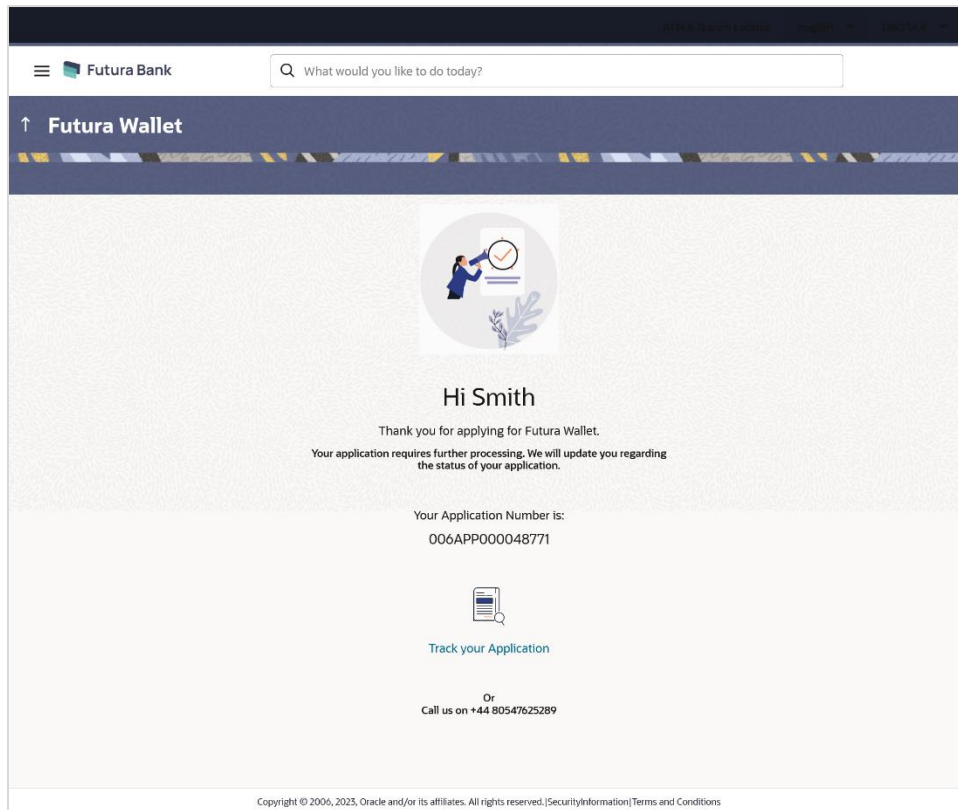 Futura Bank
What would you like to do today?
↑ Futura Wallet
Hi Smith
Thank you for applying for Futura Wallet.
Your application requires further processing. We will update you regarding
the status of your application.
Your Application Number is:
006APP000048771
Track your Application
Or
Call us on +44 80547625289
Copyright © 2006, 2023, Oracle and/or its affiliates. All rights reserved.|SecurityInformation|Terms and Conditions